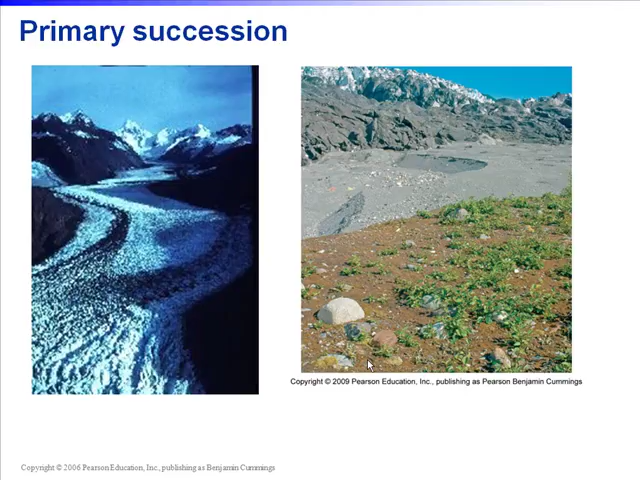 Primary succession
Copyright © 2009 Pearson Education, Inc., publishing as Pearson Benjamin Cummings
Copyright © 2006 Pearson Education, Inc., publishing as Benjamin Cummings